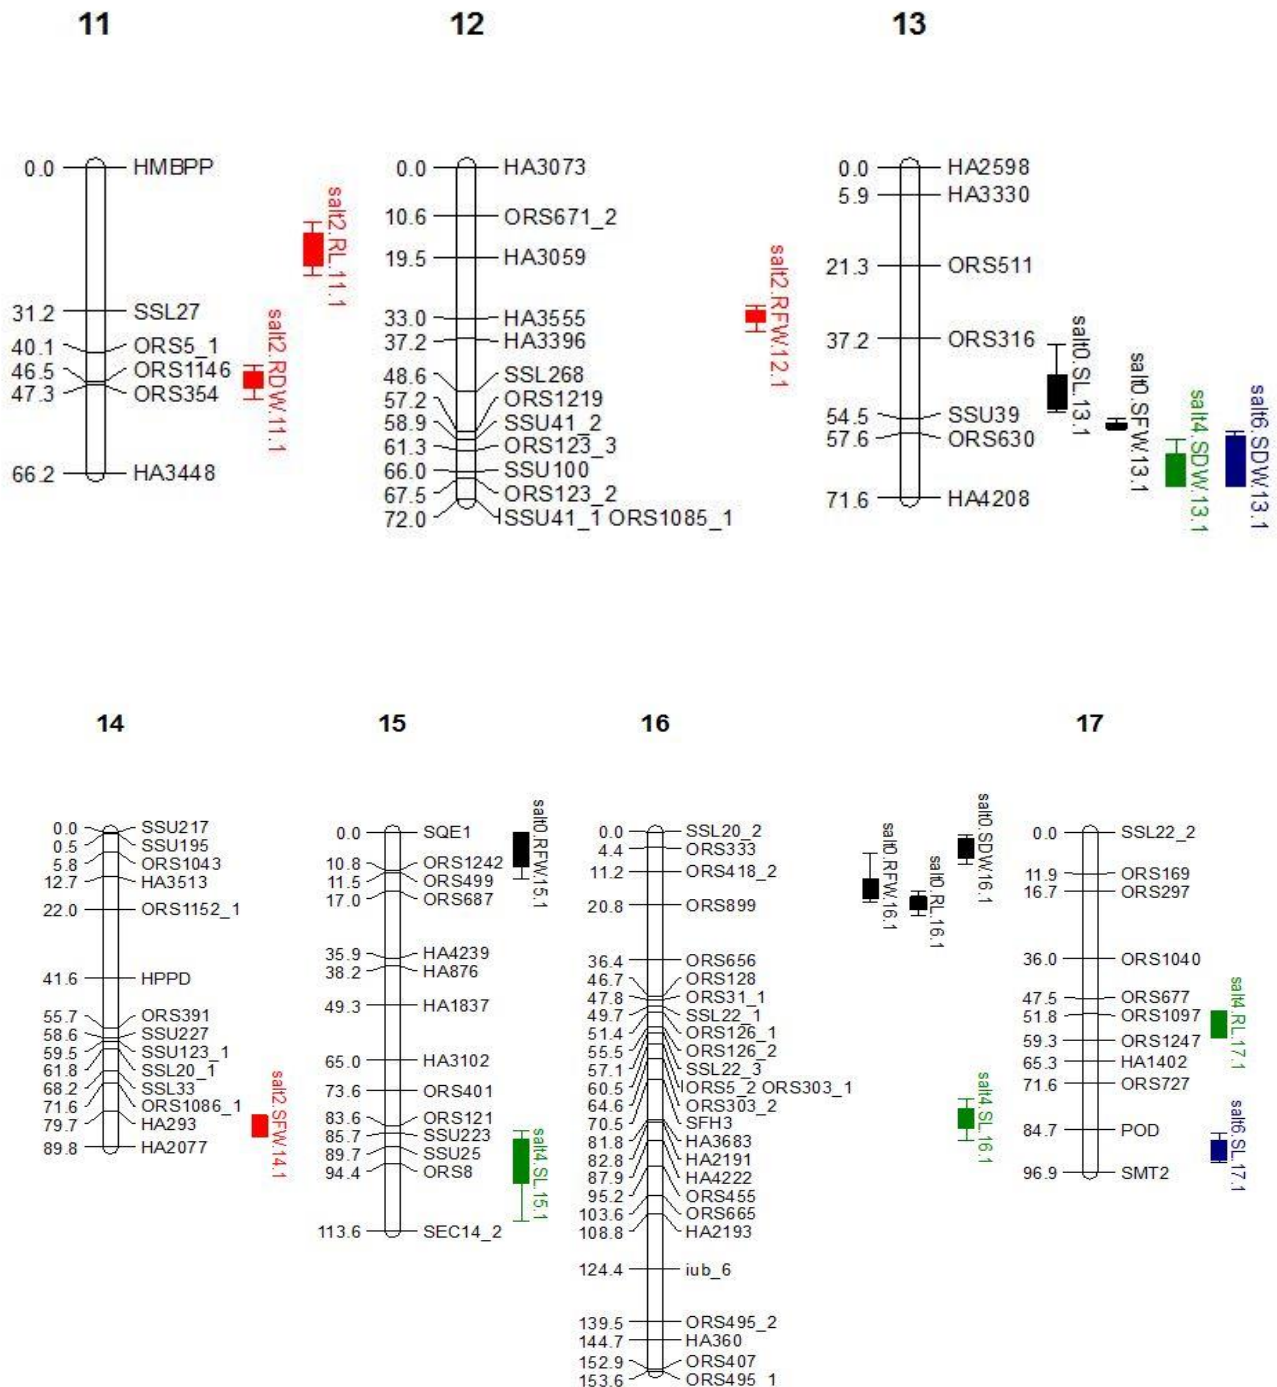 11
0.0 HMBPP
31.2 SSL27
40.1 ORS5_1
46.5 ORS1146
47.3 ORS354
66.2 HA3448
salt2.RDW.11.1
salt2.RL.11.1
12
0.0 HA3073
10.6 ORS671_2
19.5 HA3059
33.0 HA3555
37.2 HA3396
48.6 SSL268
57.2 ORS1219
58.9 SSU41_2
61.3 ORS123_3
66.0 SSU100
67.5 ORS123_2
72.0 SSU41_1 ORS1085_1
salt2.RFW.12.1
13
0.0 HA2598
5.9 HA3330
21.3 ORS511
37.2 ORS316
54.5 SSU39
57.6 ORS630
71.6 HA4208
salt0.SL.13.1
salt0.SFW.13.1
salt4.SDW.13.1
salt6.SDW.13.1
14
0.0 SSU217
0.5 SSU195
5.8 ORS1043
12.7 HA3513
22.0 ORS1152_1
41.6 HPPD
55.7 ORS391
58.6 SSU227
59.5 SSU123_1
61.8 SSL20_1
68.2 SSL33
71.6 ORS1086_1
79.7 HA293
89.8 HA2077
salt2.SFW.14.1
15
0.0 SQE1
10.8 ORS1242
11.5 ORS499
17.0 ORS687
35.9 HA4239
38.2 HA876
49.3 HA1837
65.0 HA3102
73.6 ORS401
83.6 ORS121
85.7 SSU223
89.7 SSU25
94.4 ORS8
113.6 SEC14_2
salt0.RFW.15.1
salt4.SL.15.1
16
0.0 SSL20_2
4.4 ORS333
11.2 ORS418_2
20.8 ORS899
36.4 ORS656
46.7 ORS128
47.8 ORS31_1
49.7 SSL22_1
51.4 ORS126_1
55.5 ORS126_2
57.1 SSL22_3
60.5 ORS5_2 ORS303_1
64.6 ORS303_2
70.5 SFH3
81.8 HA3683
82.8 HA2191
87.9 HA4222
95.2 ORS455
103.6 ORS665
108.8 HA2193
124.4 iub_6
139.5 ORS495_2
144.7 HA360
152.9 ORS407
153.6 ORS495_1
salt0.RFW.16.1
salt0.RL.16.1
salt0.SDW.16.1
salt4.SL.16.1
17
0.0 SSL22_2
11.9 ORS169
16.7 ORS297
36.0 ORS1040
47.5 ORS677
51.8 ORS1097
59.3 ORS1247
65.3 HA1402
71.6 ORS727
84.7 POD
96.9 SMT2
salt4.RL.17.1
salt6.SL.17.1